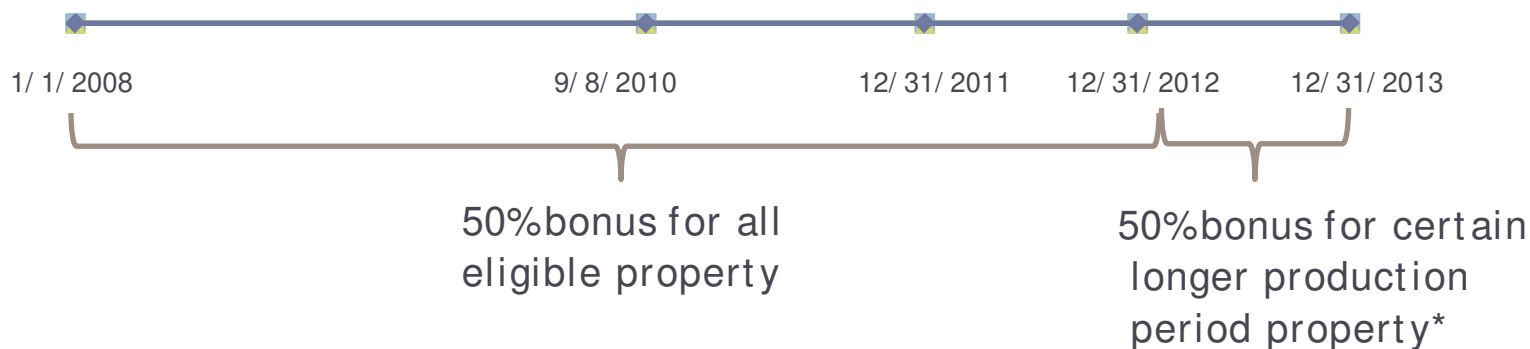 1/ 1/ 2008 9/ 8/ 2010 12/ 31/ 2011 12/ 31/ 2012 12/ 31/ 2013
50%bonus for all
eligible property
50%bonus for certain
longer production
period property*